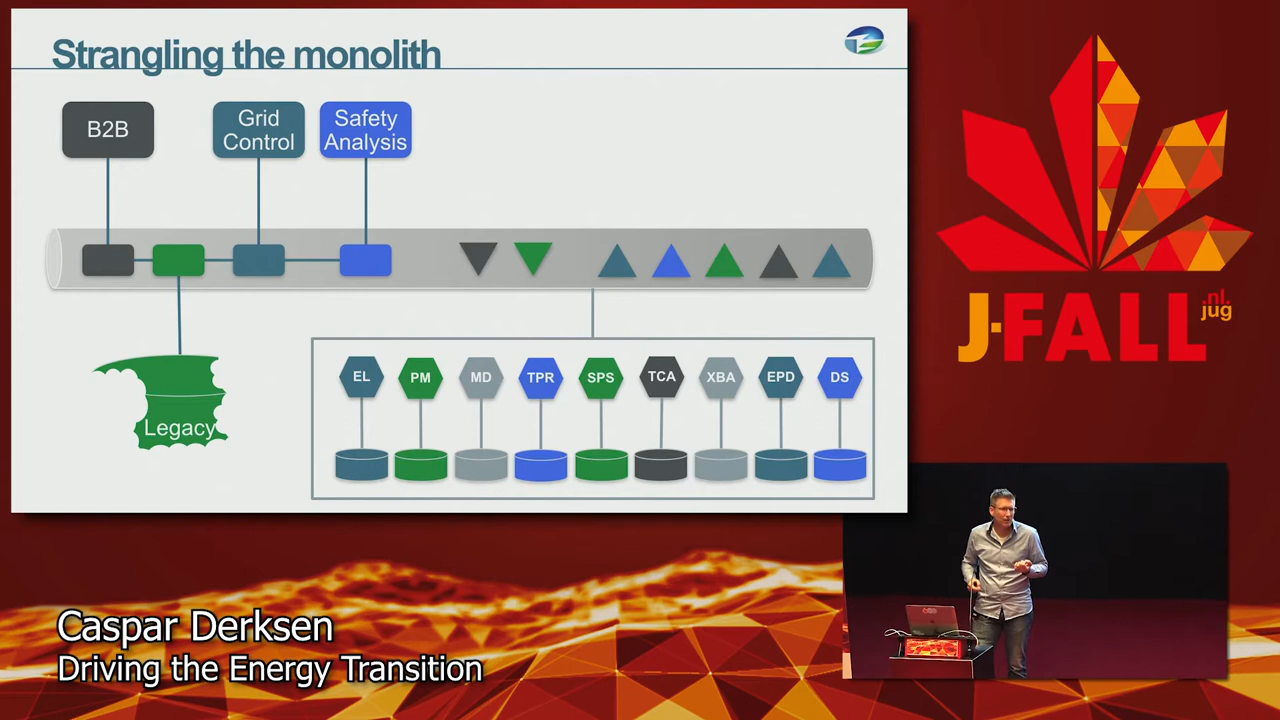 Strangling the monolith
B2B
Grid
Control
Safety
Analysis
Legacy
EL
PM
MD
TPR
SPS
TCA
XBA
EPD
DS
J-FALL
nl.
jug
Caspar Derksen
Driving the Energy Transition